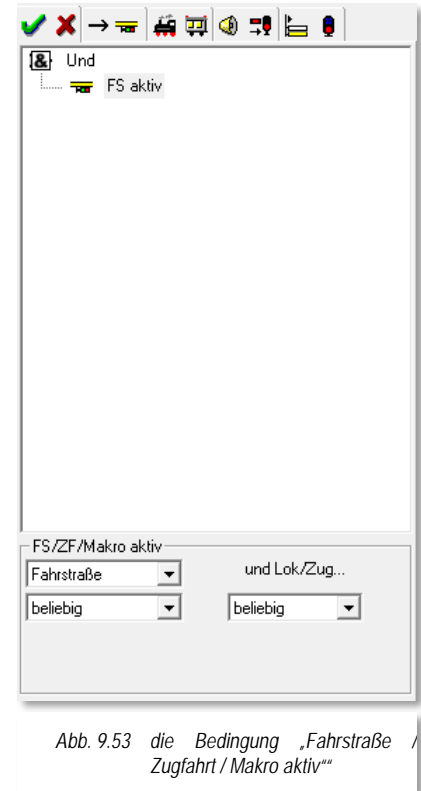 & Und
FS aktiv
FS/ZF/Makro aktiv
Fahrstraße und Lok/Zug...
beliebig beliebig
Abb. 9.53 die Bedingung „Fahrstraße /
Zugfahrt / Makro aktiv““